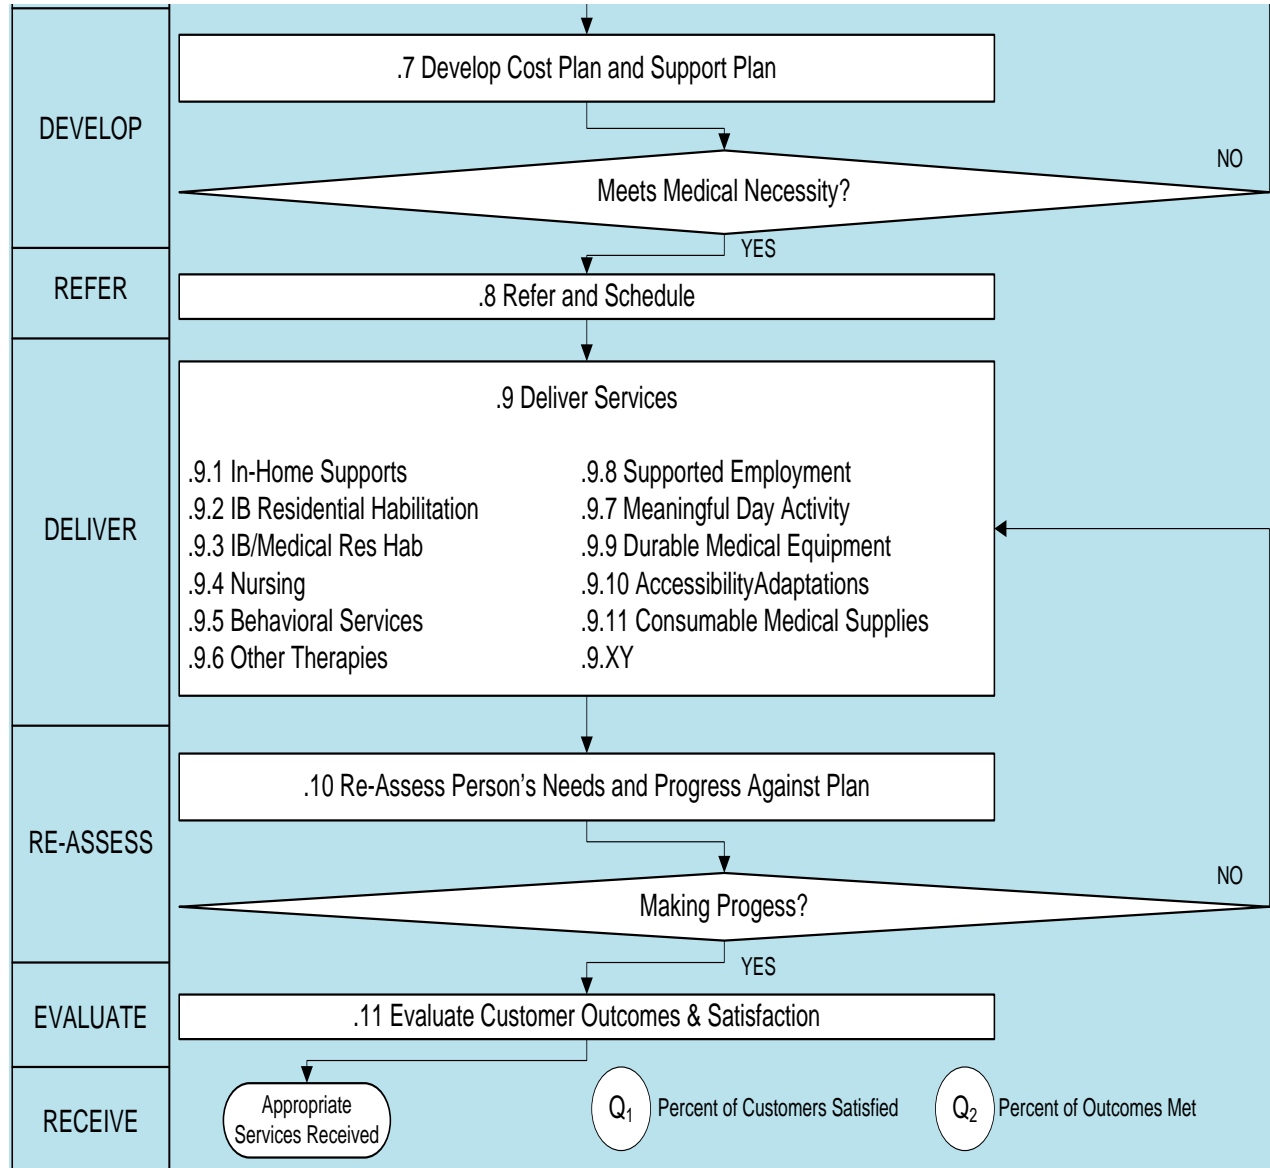 DEVELOP
.7 Develop Cost Plan and Support Plan
Meets Medical Necessity?
NO
YES
REFER
.8 Refer and Schedule
DELIVER
.9 Deliver Services
.9.1 In-Home Supports
.9.2 IB Residential Habilitation
.9.3 IB/Medical Res Hab
.9.4 Nursing
.9.5 Behavioral Services
.9.6 Other Therapies
.9.8 Supported Employment
.9.7 Meaningful Day Activity
.9.9 Durable Medical Equipment
.9.10 AccessibilityAdaptations
.9.11 Consumable Medical Supplies
.9.XY
RE-ASSESS
.10 Re-Assess Person's Needs and Progress Against Plan
Making Progess?
NO
YES
EVALUATE
.11 Evaluate Customer Outcomes & Satisfaction
RECEIVE
Appropriate
Services Received
Q1 Percent of Customers Satisfied
Q2 Percent of Outcomes Met